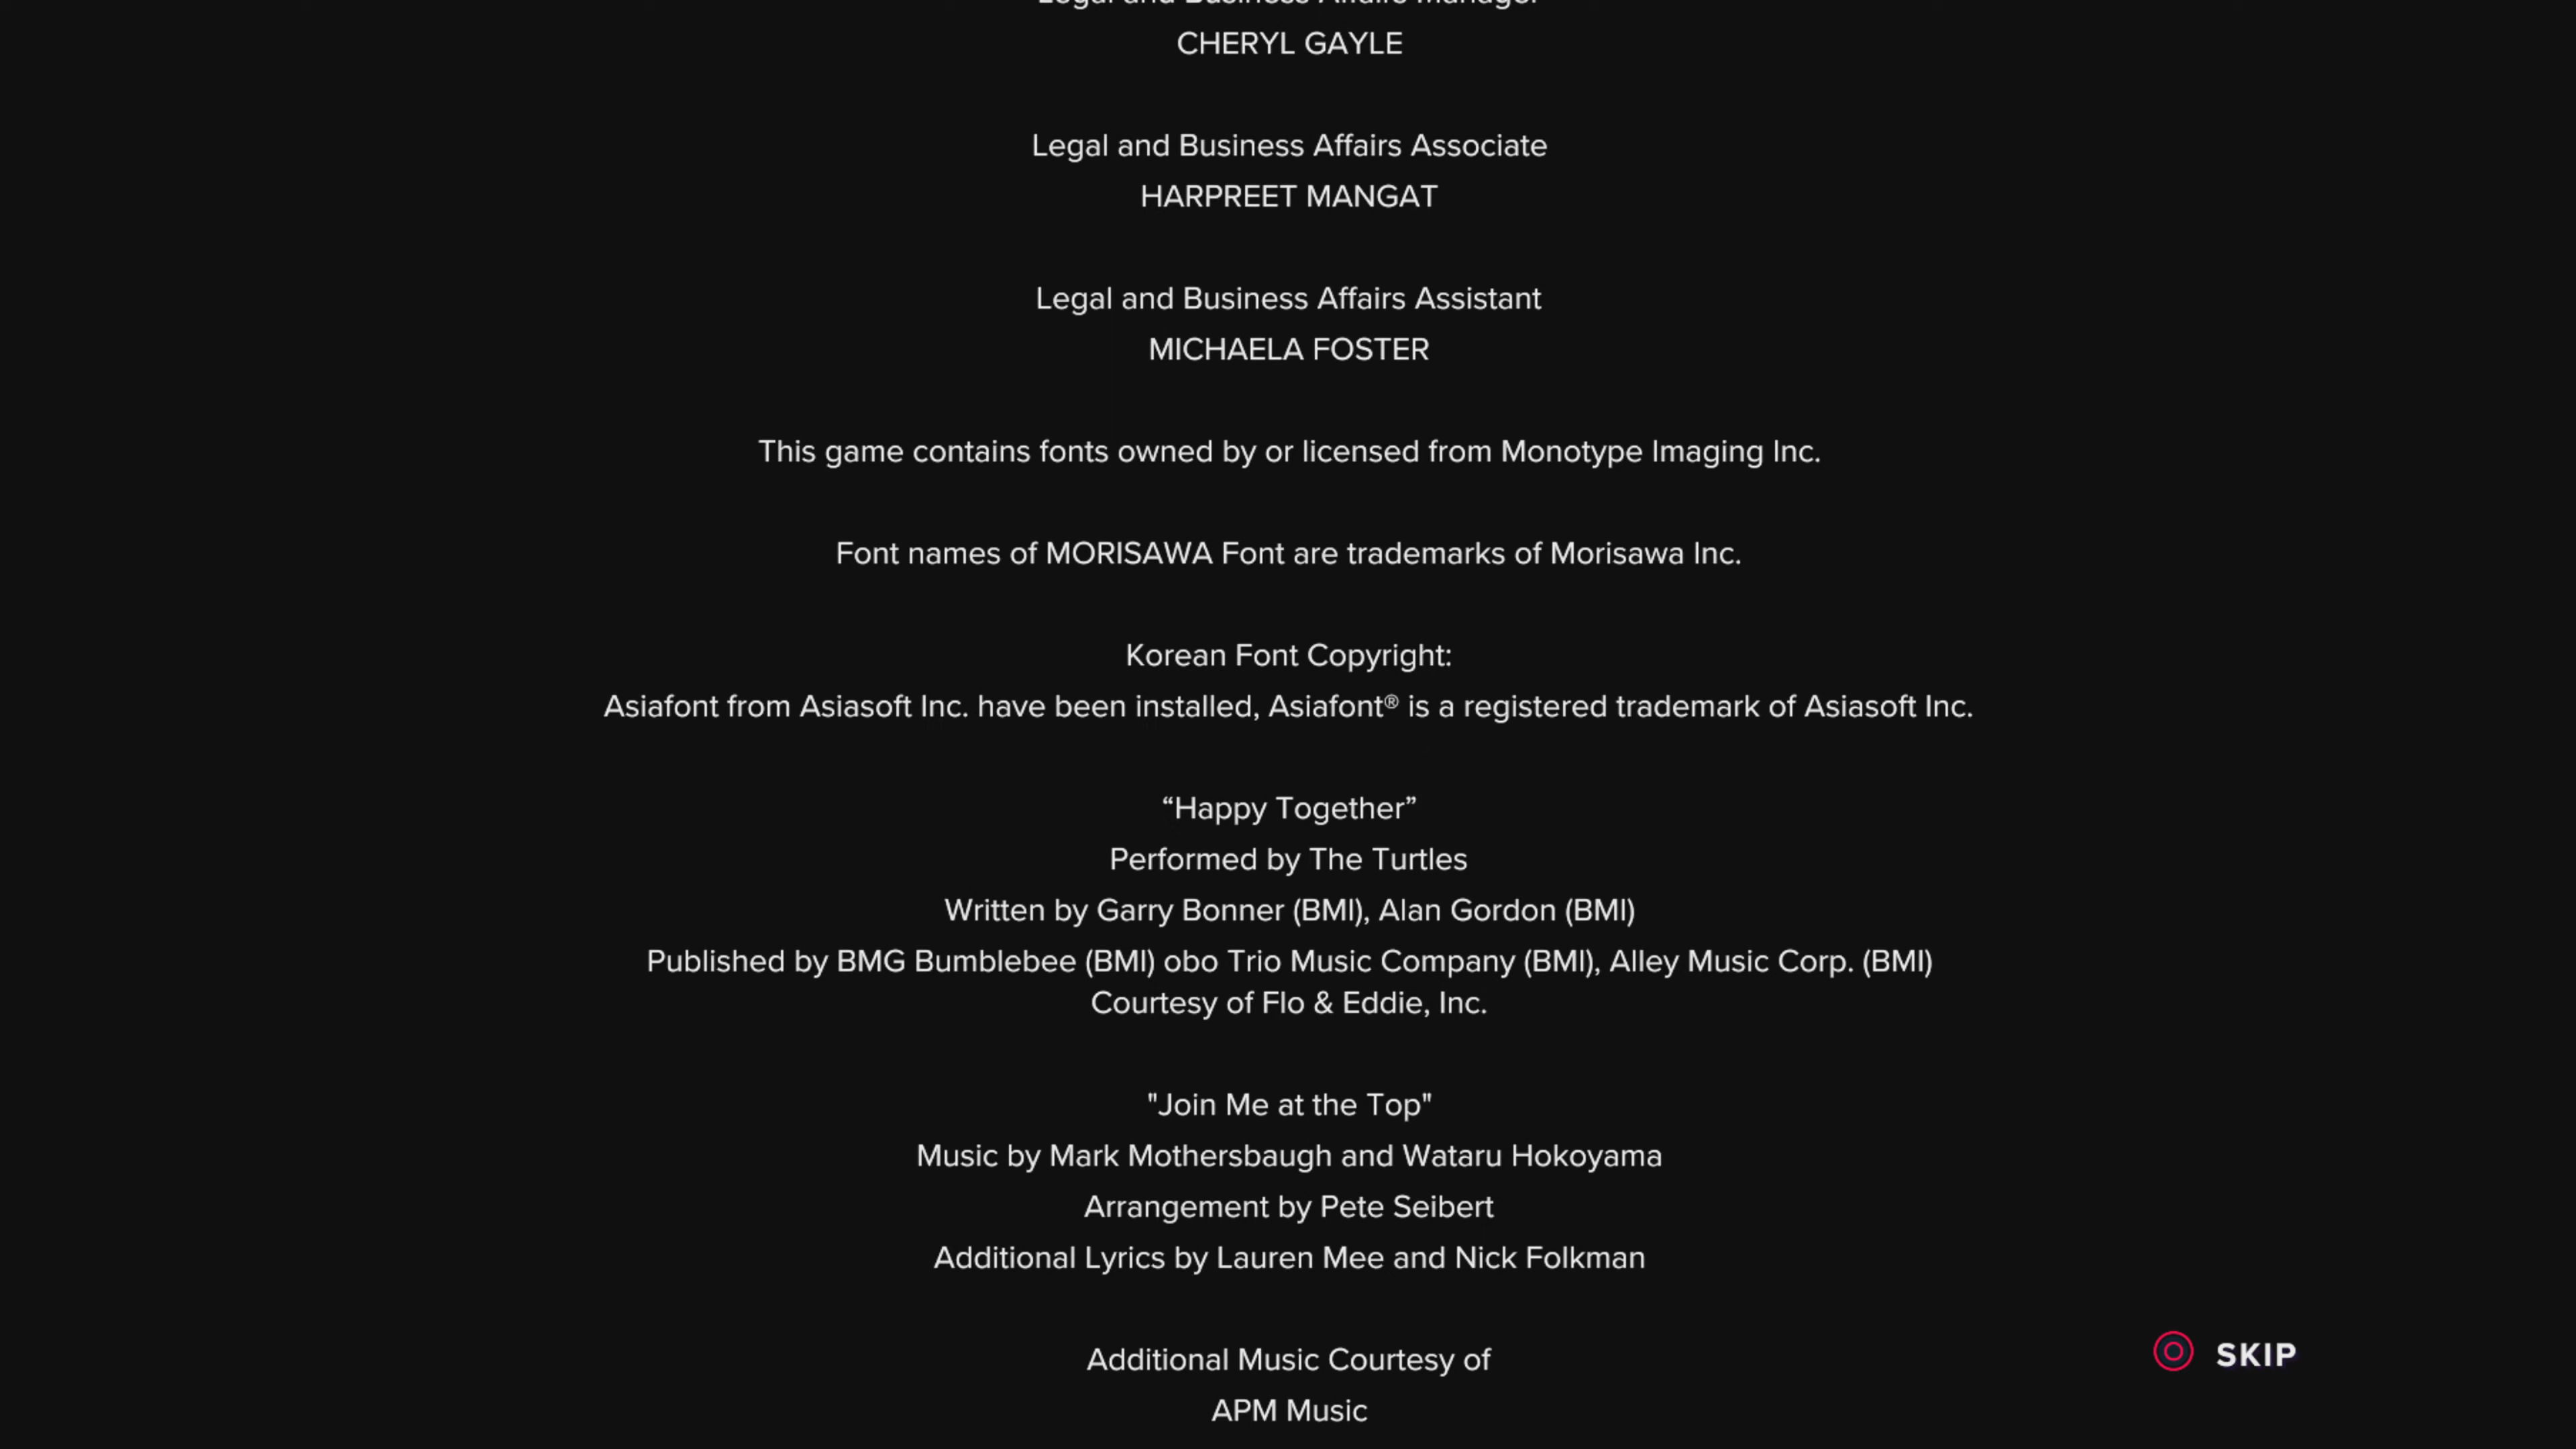 Legal and Business Affairs Manager
CHERYL GAYLE
Legal and Business Affairs Associate
HARPREET MANGAT
Legal and Business Affairs Assistant
MICHAELA FOSTER
This game contains fonts owned by or licensed from Monotype Imaging Inc.
Font names of MORISAWA Font are trademarks of Morisawa Inc.
Korean Font Copyright:
Asiafont from Asiasoft Inc. have been installed, Asiafont® is a registered trademark of Asiasoft Inc.
“Happy Together”
Performed by The Turtles
Written by Garry Bonner (BMI), Alan Gordon (BMI)
Published by BMG Bumblebee (BMI) obo Trio Music Company (BMI), Alley Music Corp. (BMI)
Courtesy of Flo & Eddie, Inc.
"Join Me at the Top"
Music by Mark Mothersbaugh and Wataru Hokoyama
Arrangement by Pete Seibert
Additional Lyrics by Lauren Mee and Nick Folkman
Additional Music Courtesy of
APM Music
SKIP